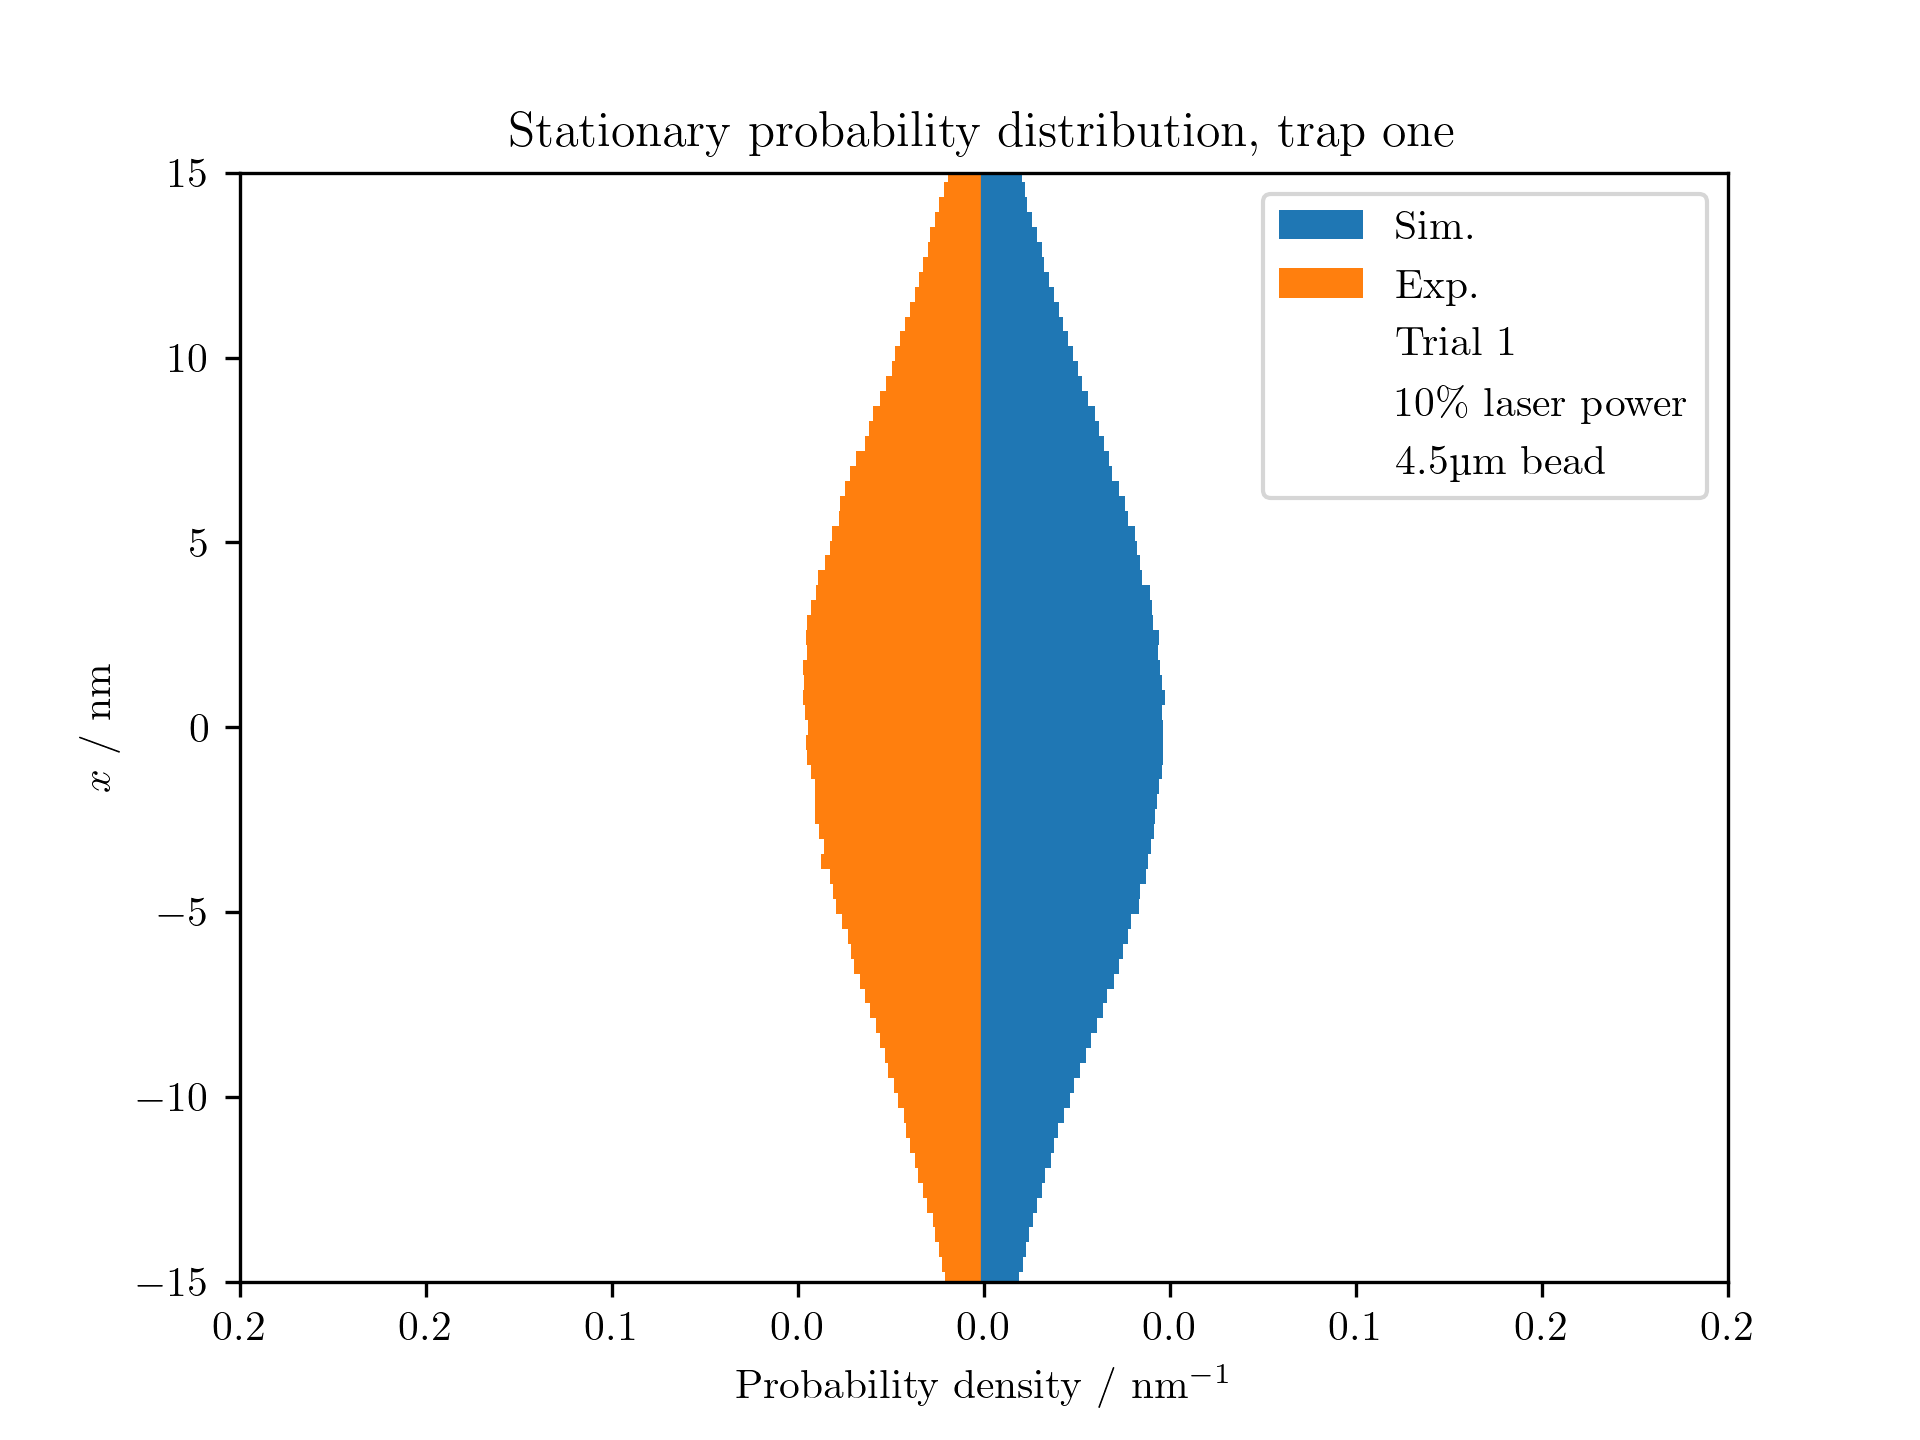 Stationary probability distribution, trap one
Sim.
Exp.
Trial 1
10% laser power
4.5µm bead
15
10
5
0
−5
−10
−15
x / nm
0.2 0.2 0.1 0.0 0.0 0.0 0.1 0.2 0.2
Probability density / nm⁻¹